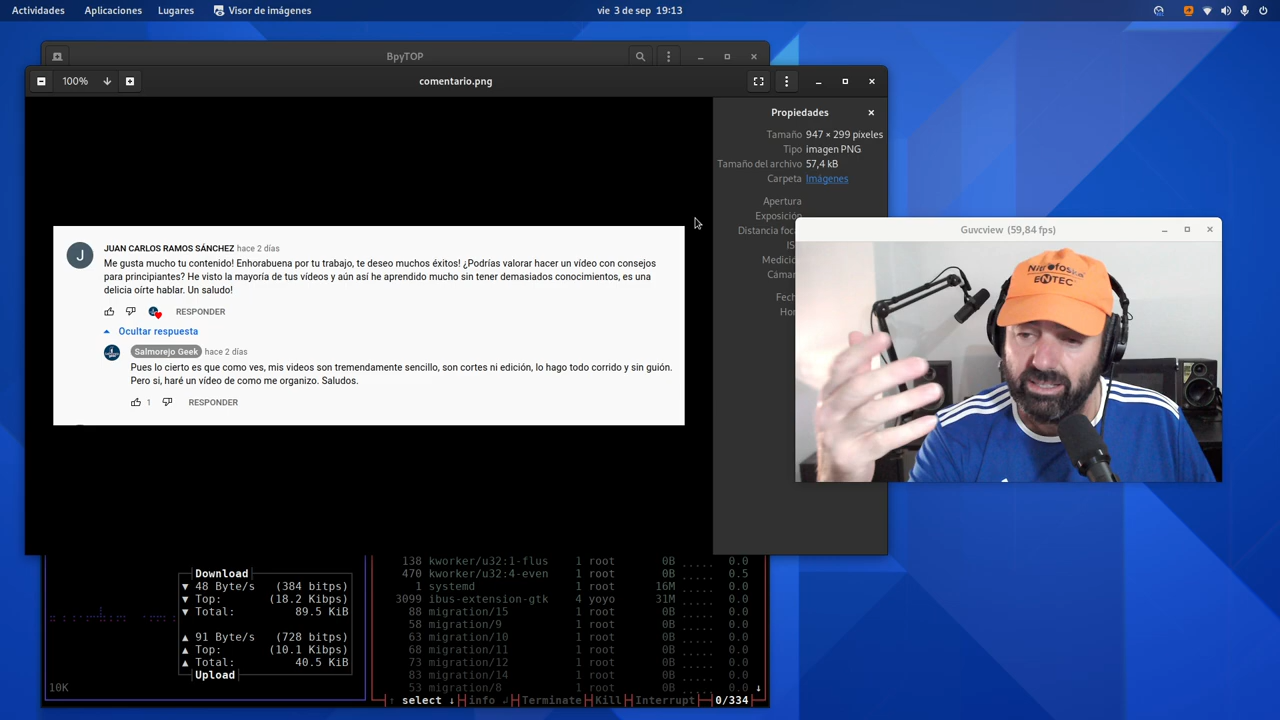 Actividades
Aplicaciones
Lugares
Visor de imágenes
vie 3 de sep 19:13
BpyTOP
100%
comentario.png
Propiedades
Tamaño 947 × 299 píxeles
Tipo imagen PNG
Tamaño del archivo 57,4 kB
Carpeta Imágenes
Apertura
Exposición
Distancia foca
IS
Medició
Cámar
Fech
Ho
JUAN CARLOS RAMOS SÁNCHEZ hace 2 días
Me gusta mucho tu contenido! Enhorabuena por tu trabajo, te deseo muchos éxitos! ¿Podrías valorar hacer un vídeo con consejos
para principiantes? He visto la mayoría de tus vídeos y aún así he aprendido mucho sin tener demasiados conocimientos, es una
delicia oírte hablar. Un saludo!
RESPONDER
Ocultar respuesta
Salmorejo Geek hace 2 días
Pues lo cierto es que como ves, mis videos son tremendamente sencillo, son cortes ni edición, lo hago todo corrido y sin guión.
Pero si, haré un vídeo de como me organizo. Saludos.
1
RESPONDER
Guvcview (59,84 fps)
Nitrofoska
ENTEC
Download
▼ 48 Byte/s (384 bitps)
▼ Top: (18.2 Kibps)
▼ Total: 89.5 KiB
▲ 91 Byte/s (728 bitps)
▲ Top: (10.1 Kibps)
▲ Total: 40.5 KiB
Upload
10K
138 kworker/u32:1-flus 1 root 0B ..... 0.0
470 kworker/u32:4-even 1 root 0B ..... 0.5
1 systemd 1 root 16M ..... 0.0
3099 ibus-extension-gtk 4 yoyo 31M ..... 0.0
88 migration/15 1 root 0B ..... 0.0
58 migration/9 1 root 0B ..... 0.0
63 migration/10 1 root 0B ..... 0.0
68 migration/11 1 root 0B ..... 0.0
73 migration/12 1 root 0B ..... 0.0
83 migration/14 1 root 0B ..... 0.0
53 migration/8 1 root 0B ..... 0.0 ↓
↑ select ↓ info ↲ Terminate Kill Interrupt 0/334